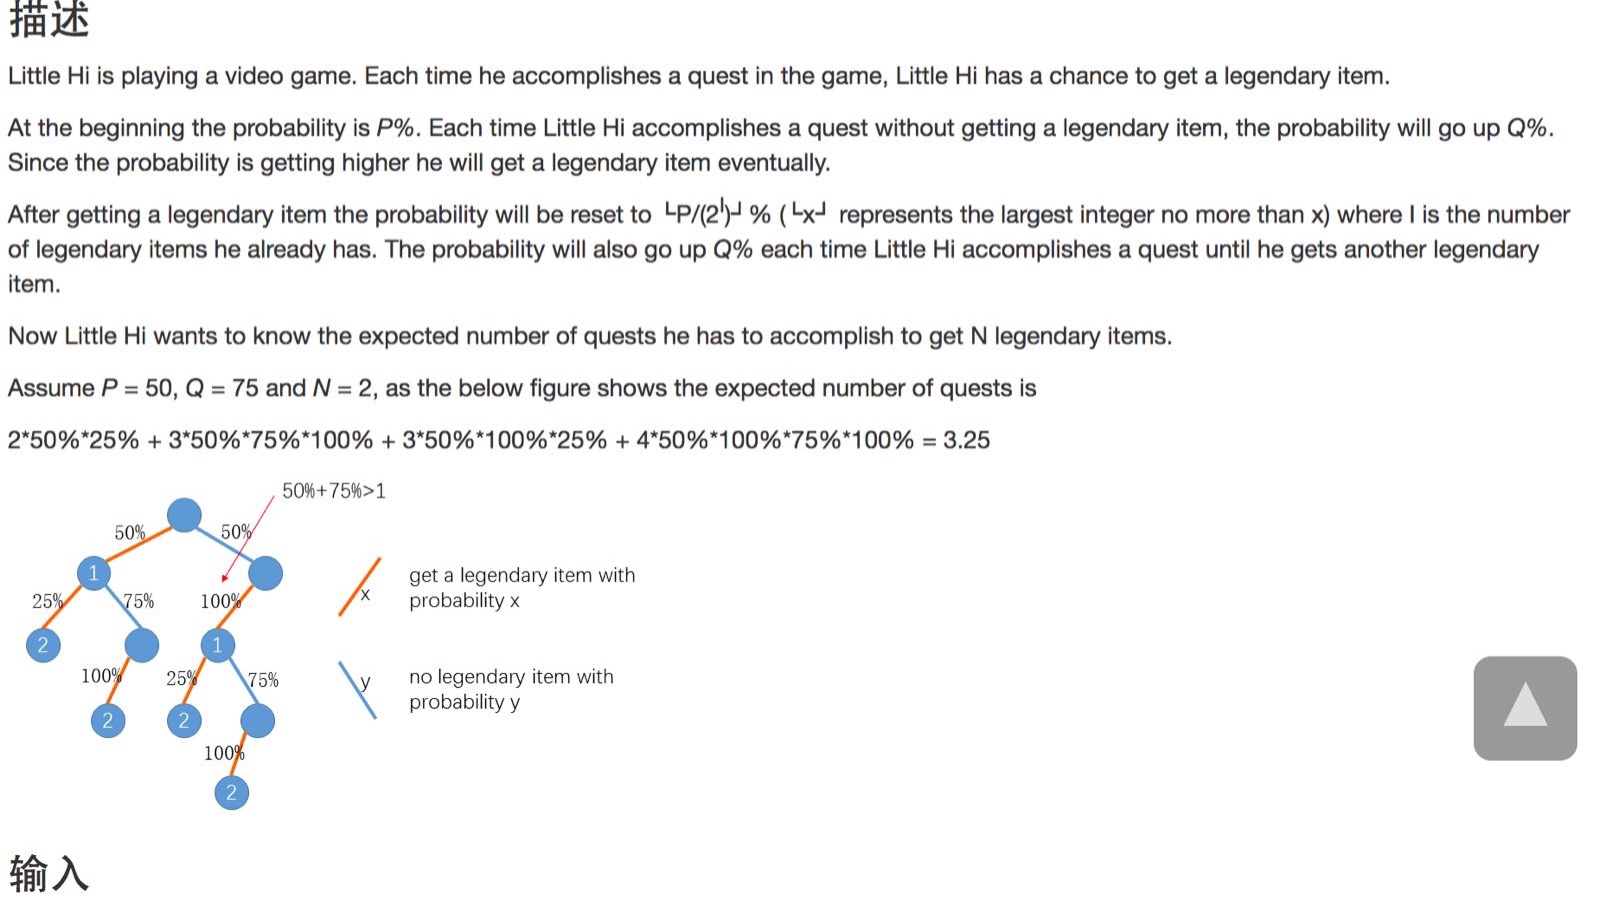 描述
Little Hi is playing a video game. Each time he accomplishes a quest in the game, Little Hi has a chance to get a legendary item.
At the beginning the probability is P%. Each time Little Hi accomplishes a quest without getting a legendary item, the probability will go up Q%.
Since the probability is getting higher he will get a legendary item eventually.
After getting a legendary item the probability will be reset to └P/(2^I)┘% (└x┘ represents the largest integer no more than x) where I is the number
of legendary items he already has. The probability will also go up Q% each time Little Hi accomplishes a quest until he gets another legendary
item.
Now Little Hi wants to know the expected number of quests he has to accomplish to get N legendary items.
Assume P = 50, Q = 75 and N = 2, as the below figure shows the expected number of quests is
2*50%*25% + 3*50%*75%*100% + 3*50%*100%*25% + 4*50%*100%*75%*100% = 3.25
50%+75%>1
50%
50%
1
get a legendary item with
probability x
x
25%
75%
100%
2
1
100%
25%
75%
y
no legendary item with
probability y
2
2
100%
2
输入